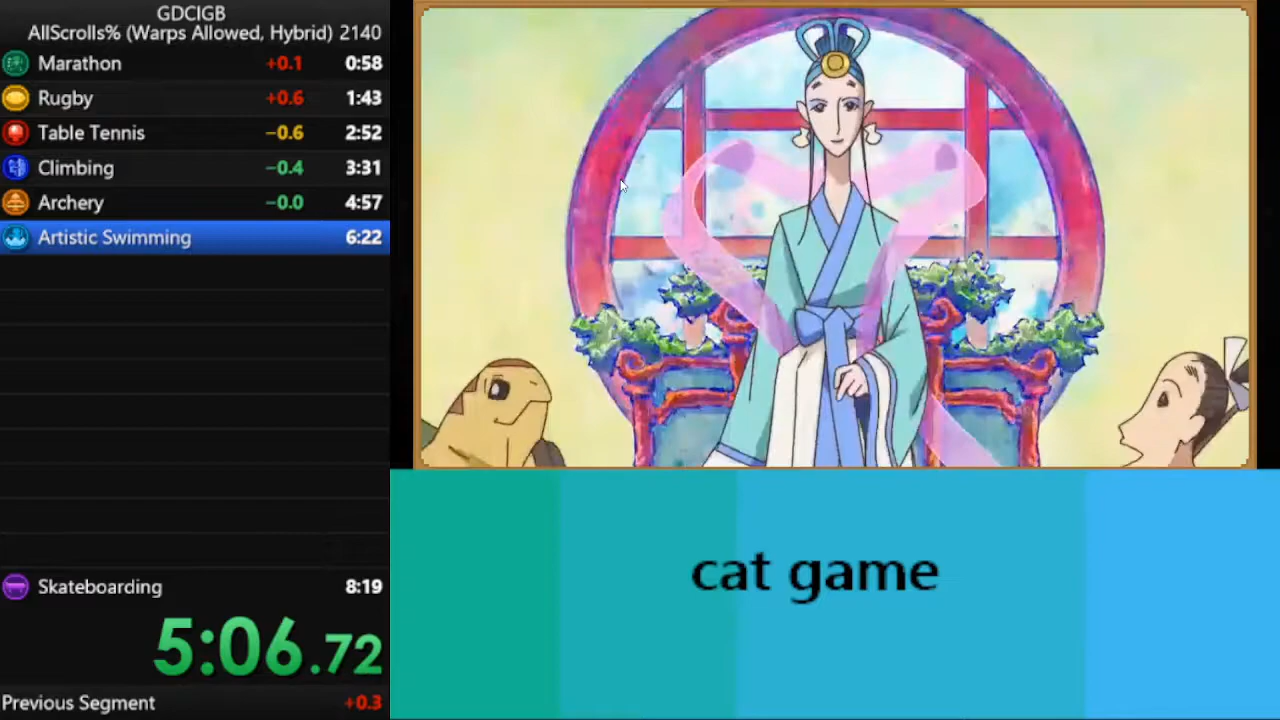 GDCIGB
AllScrolls% (Warps Allowed, Hybrid) 2140
Marathon +0.1 0:58
Rugby +0.6 1:43
Table Tennis −0.6 2:52
Climbing −0.4 3:31
Archery −0.0 4:57
Artistic Swimming 6:22
cat game
Skateboarding 8:19
5:06.72
Previous Segment +0.3